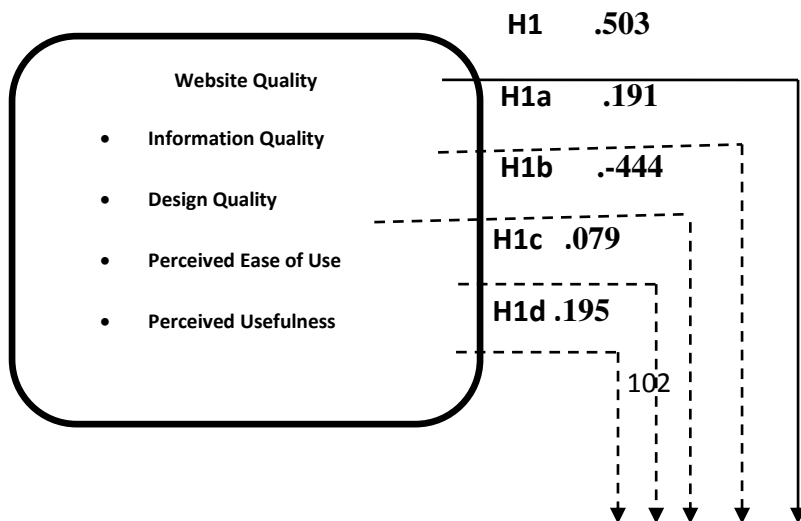 H1 .503
Website Quality
H1a .191
• Information Quality
H1b .-444
• Design Quality
H1c .079
• Perceived Ease of Use
H1d .195
• Perceived Usefulness
102